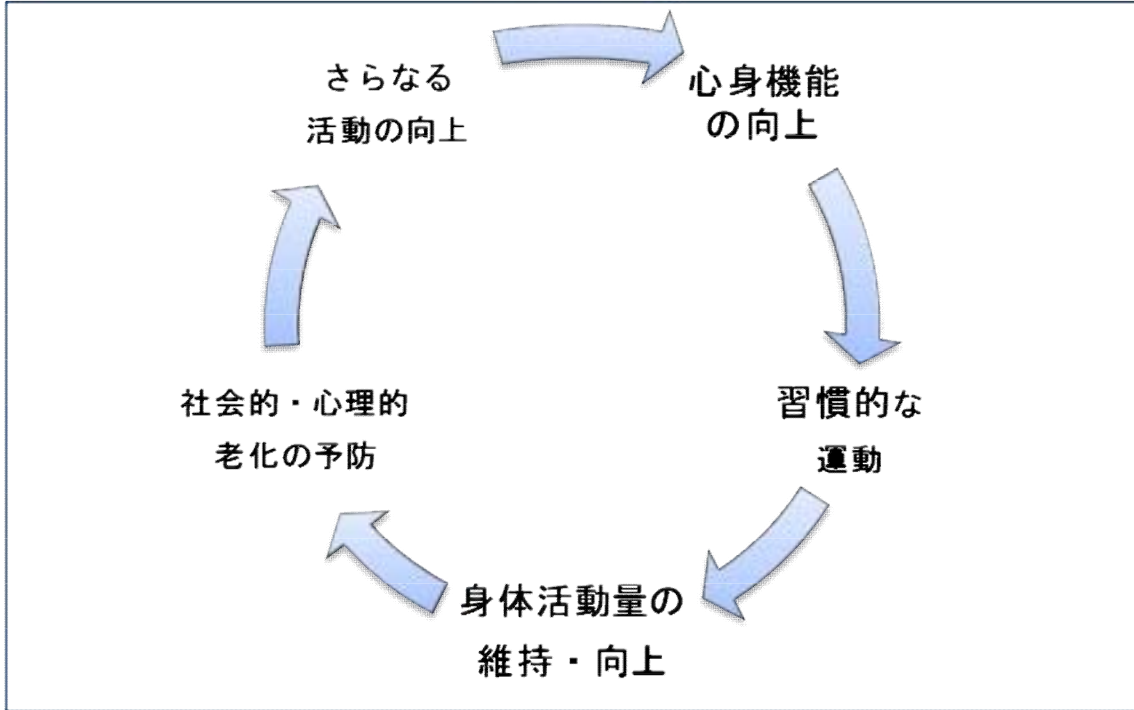 さらなる
活動の向上
心身機能
の向上
習慣的な
運動
身体活動量の
維持・向上
社会的・心理的
老化の予防